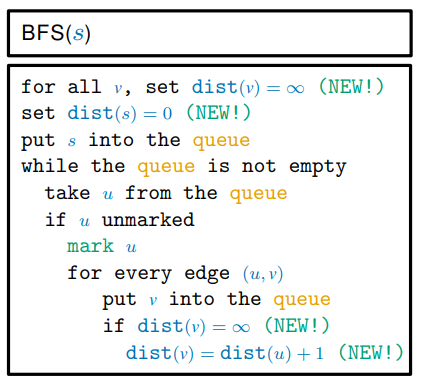 BFS(s)
for all v, set dist(v) = ∞ (NEW!)
set dist(s) = 0 (NEW!)
put s into the queue
while the queue is not empty
take u from the queue
if u unmarked
mark u
for every edge (u, v)
put v into the queue
if dist(v) = ∞ (NEW!)
dist(v) = dist(u) + 1 (NEW!)